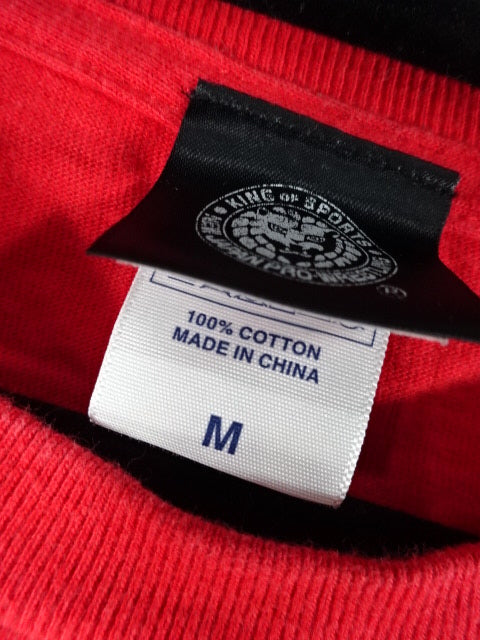 KING OF SPORTS
NEW JAPAN PRO-WRESTLING
®
100% COTTON
MADE IN CHINA
M